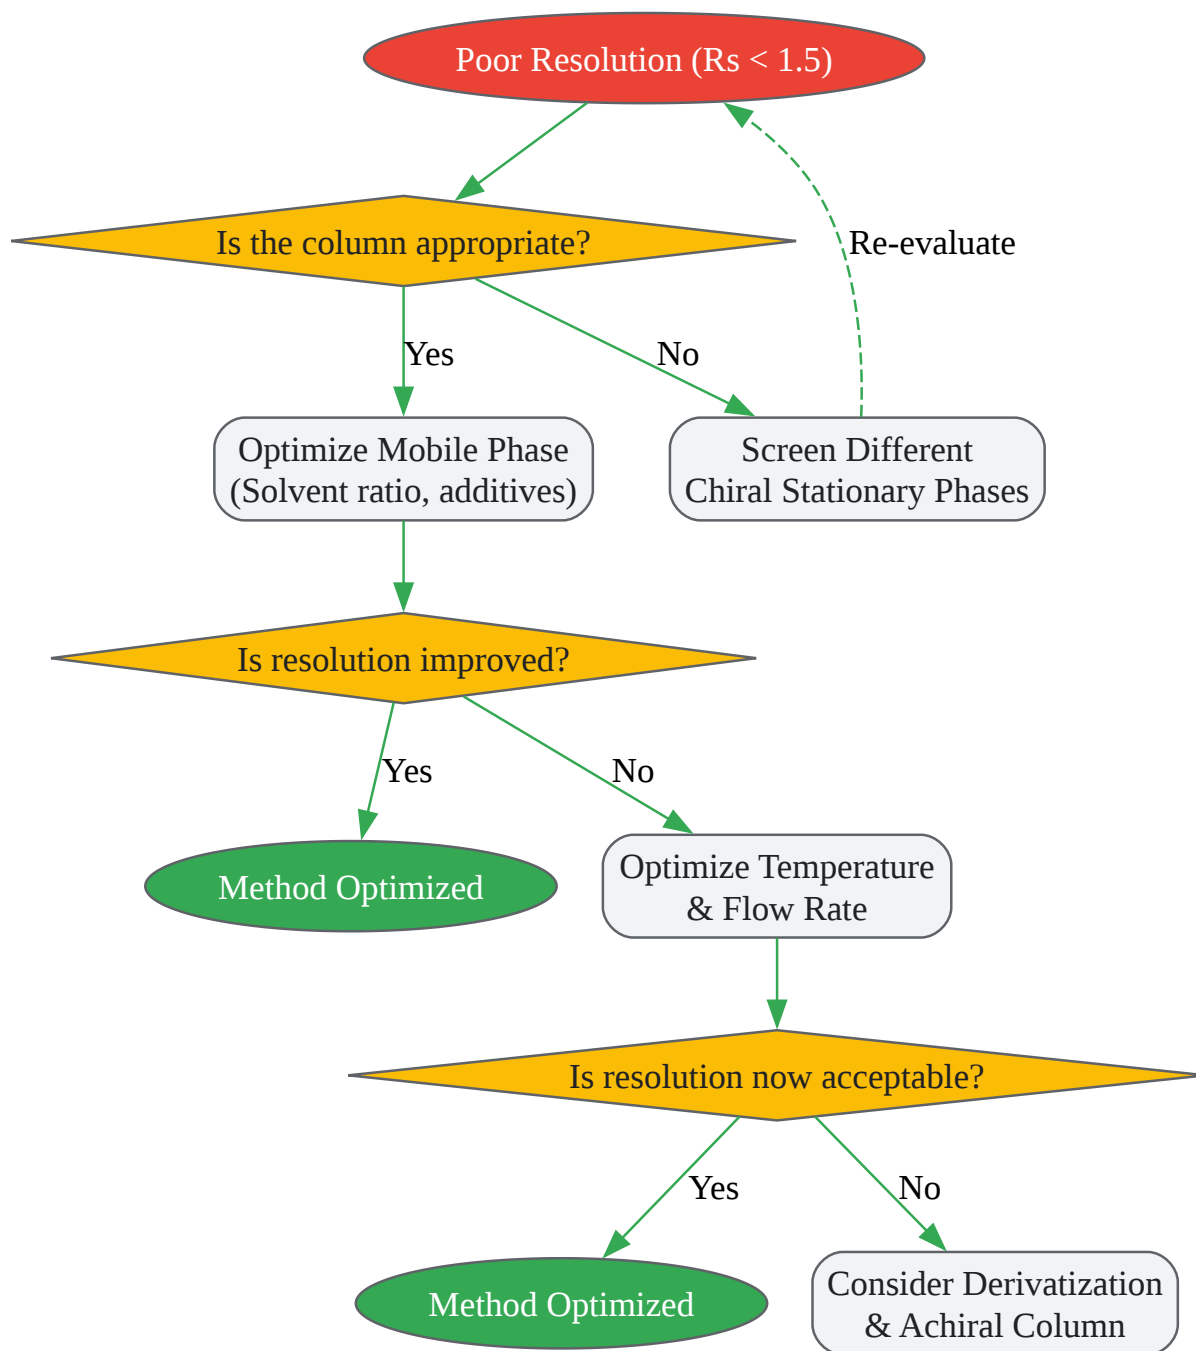 Poor Resolution (Rs < 1.5)
Is the column appropriate?
Re-evaluate
Yes
No
Optimize Mobile Phase
(Solvent ratio, additives)
Screen Different
Chiral Stationary Phases
Is resolution improved?
Yes
No
Method Optimized
Optimize Temperature
& Flow Rate
Is resolution now acceptable?
Yes
No
Method Optimized
Consider Derivatization
& Achiral Column